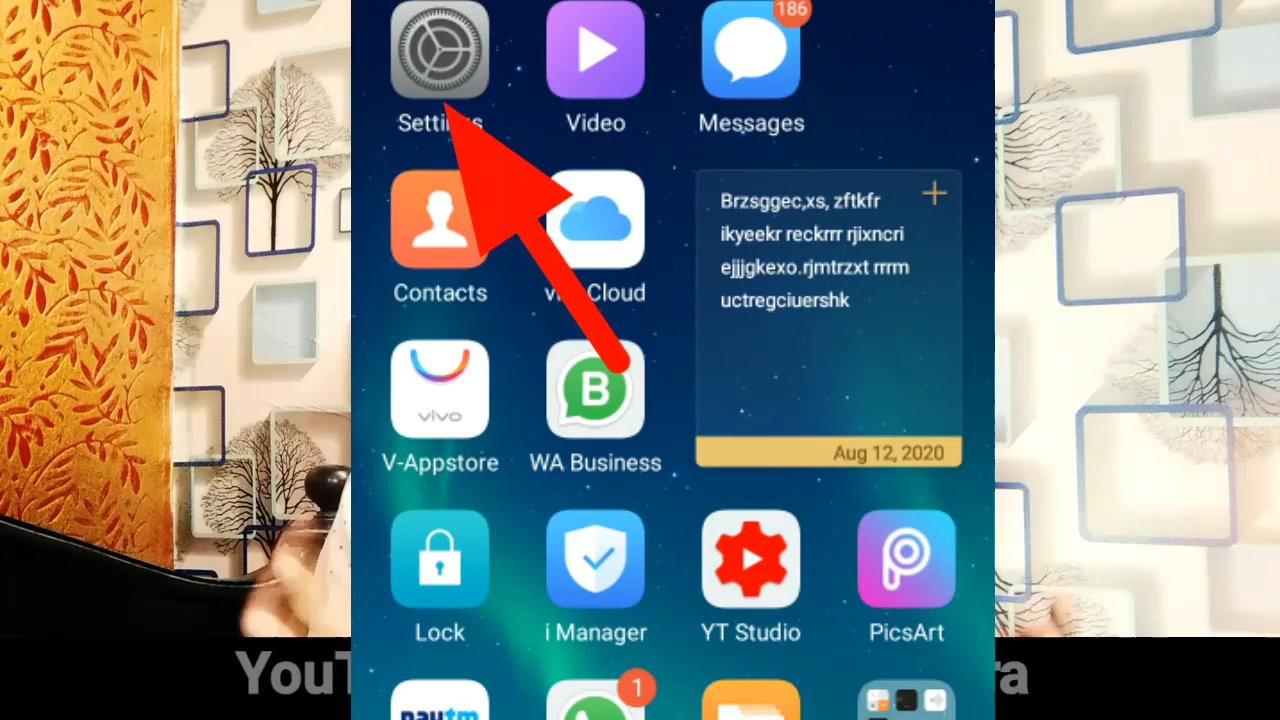 186
Settings
Video
Messages
Brzsggec,xs, zftkfr
ikyeekr reckrrr rjixncri
ejjjgkexo.rjmtrzxt rrrm
uctregciuershk
Contacts
Cloud
Aug 12, 2020
vivo
B
V-Appstore
WA Business
Lock
i Manager
YT Studio
PicsArt
1
paytm